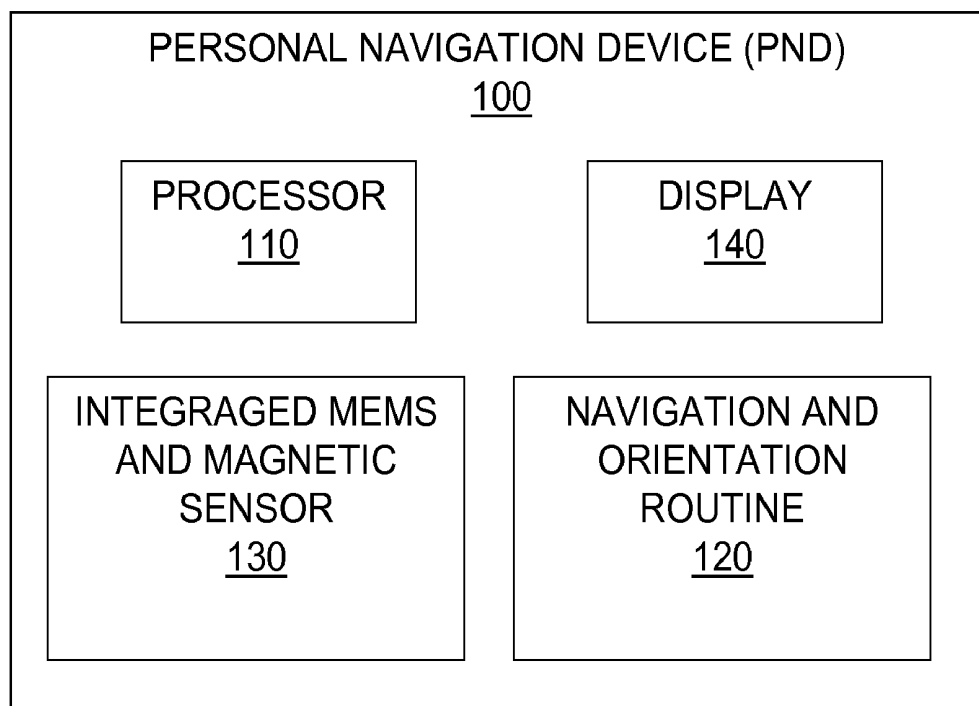 PERSONAL NAVIGATION DEVICE (PND)
100
PROCESSOR
110
DISPLAY
140
INTEGRAGED MEMS
AND MAGNETIC
SENSOR
130
NAVIGATION AND
ORIENTATION
ROUTINE
120